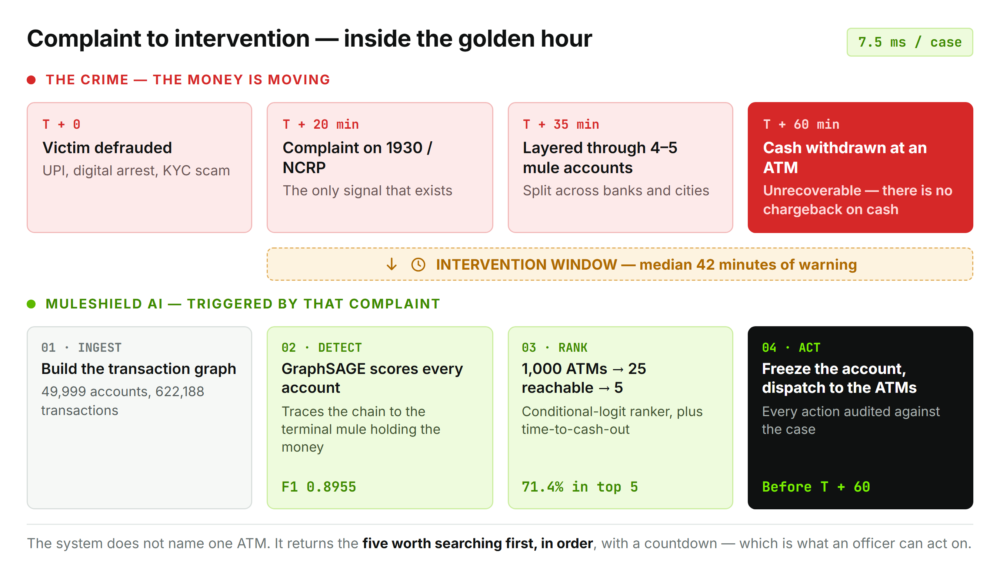 Complaint to intervention — inside the golden hour
7.5 ms / case
THE CRIME — THE MONEY IS MOVING
T + 0
Victim defrauded
UPI, digital arrest, KYC scam
T + 20 min
Complaint on 1930 /
NCRP
The only signal that exists
T + 35 min
Layered through 4–5
mule accounts
Split across banks and cities
T + 60 min
Cash withdrawn at an
ATM
Unrecoverable — there is no
chargeback on cash
↓ INTERVENTION WINDOW — median 42 minutes of warning
MULESHIELD AI — TRIGGERED BY THAT COMPLAINT
01 · INGEST
Build the transaction graph
49,999 accounts, 622,188
transactions
02 · DETECT
GraphSAGE scores every
account
Traces the chain to the
terminal mule holding the
money
F1 0.8955
03 · RANK
1,000 ATMs → 25
reachable → 5
Conditional-logit ranker, plus
time-to-cash-out
71.4% in top 5
04 · ACT
Freeze the account,
dispatch to the ATMs
Every action audited against
the case
Before T + 60
The system does not name one ATM. It returns the five worth searching first, in order, with a countdown — which is what an officer can act on.